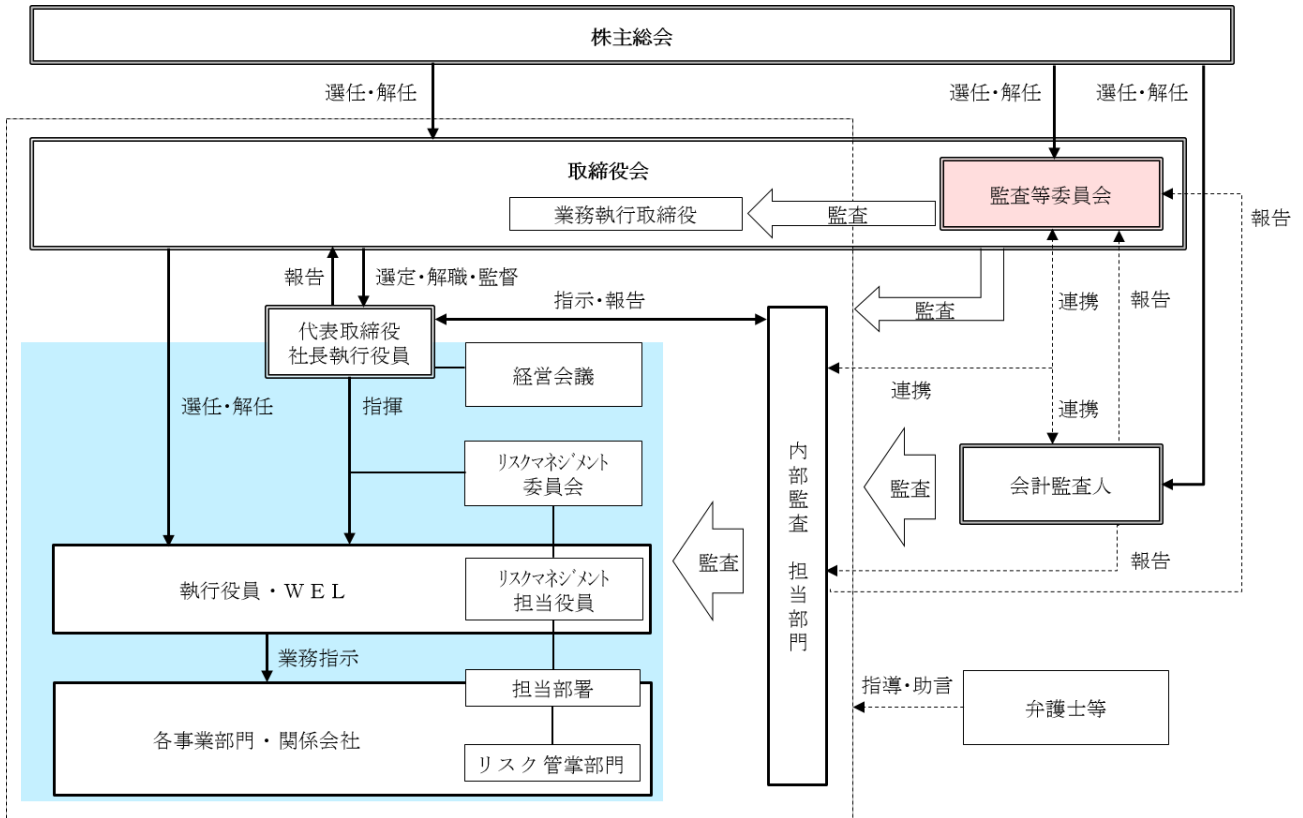 株主総会
選任・解任
選任・解任
選任・解任
取締役会
監査等委員会
業務執行取締役
監査
報告
報告
選定・解職・監督
指示・報告
監査
連携
報告
代表取締役
社長執行役員
経営会議
連携
選任・解任
指揮
連携
リスクマネジメント
委員会
内部監査 担当部門
監査
会計監査人
監査
報告
執行役員・ＷＥＬ
リスクマネジメント
担当役員
業務指示
担当部署
指導・助言
弁護士等
各事業部門・関係会社
リスク管掌部門